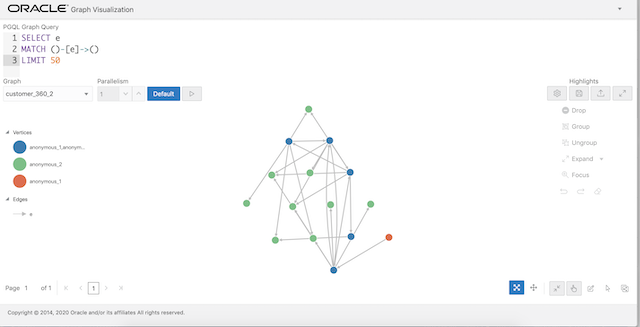 ORACLE Graph Visualization
PGQL Graph Query
1 SELECT e
2 MATCH ()-[e]->()
3 LIMIT 50
Graph
Parallelism
Highlights
customer_360_2
1
Default
Drop
Group
Ungroup
Expand
Focus
Vertices
anonymous_1,anonym...
anonymous_2
anonymous_1
Edges
e
Page 1 of 1
1
Copyright © 2014, 2020 Oracle and/or its affiliates All rights reserved.